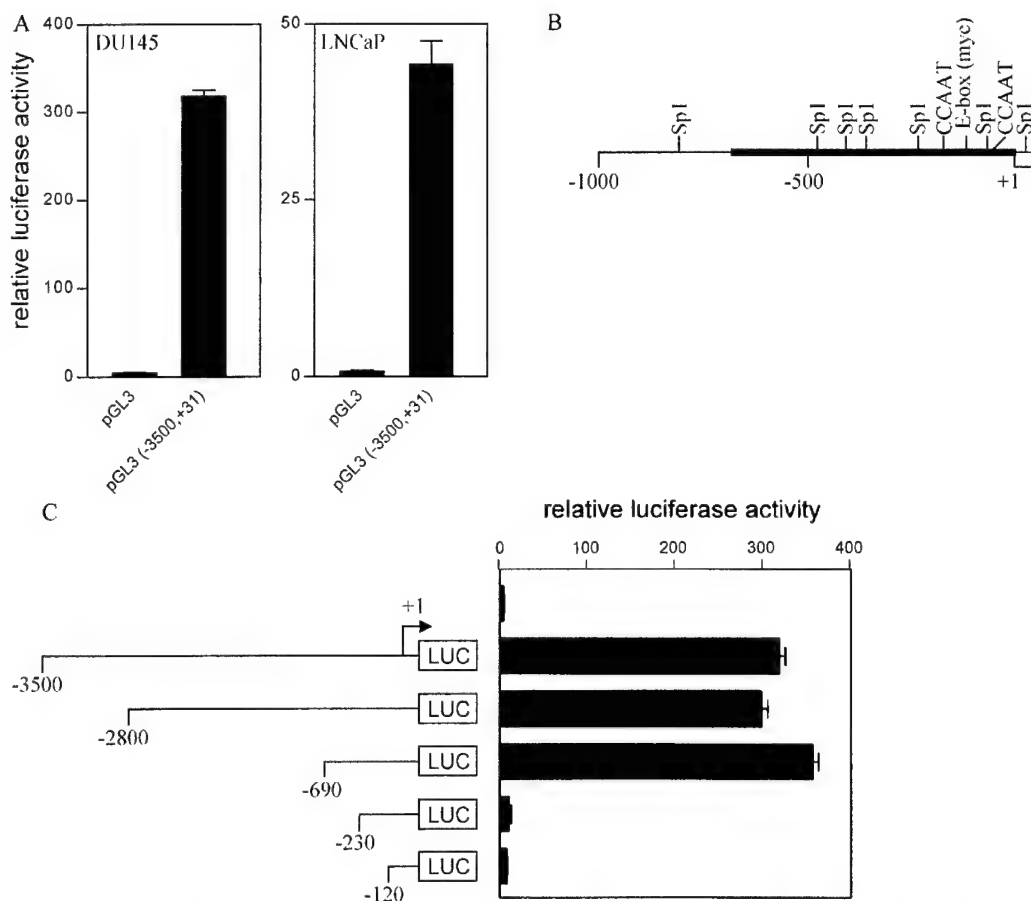 A
relative luciferase activity
400
300
200
100
0
DU145
pGL3
pGL3 (-3500,+31)
50
25
0
LNCaP
pGL3
pGL3 (-3500,+31)
B
Sp1
Sp1
Sp1
Sp1
Sp1
CCAAT
E-box (myc)
Sp1
CCAAT
Sp1
-1000
-500
+1
C
relative luciferase activity
0 100 200 300 400
+1
LUC
-3500
LUC
-2800
LUC
-690
LUC
-230
LUC
-120